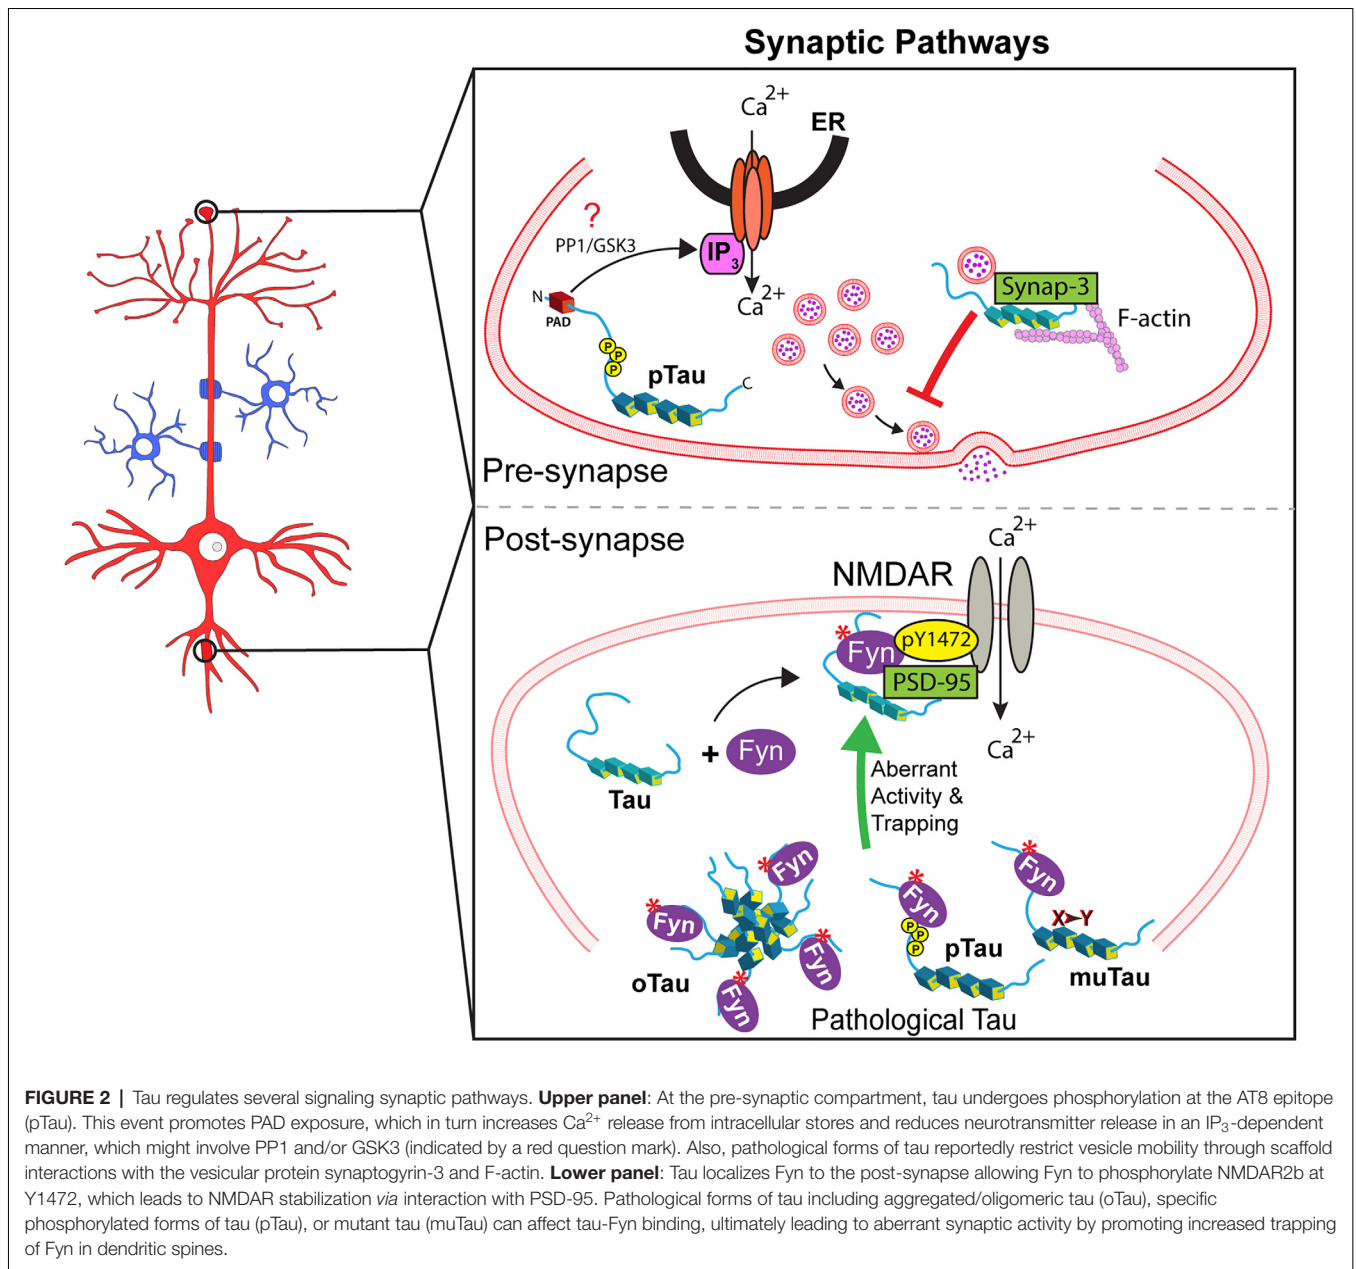 Synaptic Pathways
Ca2+
ER
?
PP1/GSK3
IP3
Ca2+
N
PAD
P
P
P
pTau
C
Synap-3
F-actin
Pre-synapse
Post-synapse
Ca2+
NMDAR
*
Fyn
pY1472
PSD-95
Ca2+
+
Fyn
Tau
Aberrant
Activity &
Trapping
*
Fyn
*
Fyn
*
Fyn
*
Fyn
oTau
*
Fyn
P
P
P
pTau
*
Fyn
X➤Y
muTau
Pathological Tau
FIGURE 2 | Tau regulates several signaling synaptic pathways. Upper panel: At the pre-synaptic compartment, tau undergoes phosphorylation at the AT8 epitope
(pTau). This event promotes PAD exposure, which in turn increases Ca2+ release from intracellular stores and reduces neurotransmitter release in an IP3-dependent
manner, which might involve PP1 and/or GSK3 (indicated by a red question mark). Also, pathological forms of tau reportedly restrict vesicle mobility through scaffold
interactions with the vesicular protein synaptogyrin-3 and F-actin. Lower panel: Tau localizes Fyn to the post-synapse allowing Fyn to phosphorylate NMDAR2b at
Y1472, which leads to NMDAR stabilization via interaction with PSD-95. Pathological forms of tau including aggregated/oligomeric tau (oTau), specific
phosphorylated forms of tau (pTau), or mutant tau (muTau) can affect tau-Fyn binding, ultimately leading to aberrant synaptic activity by promoting increased trapping
of Fyn in dendritic spines.